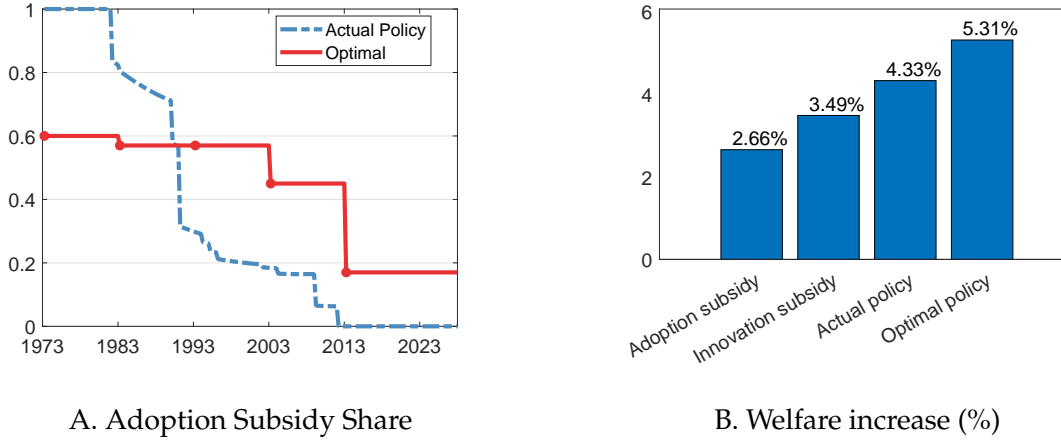 1
0.8
0.6
0.4
0.2
0
1973 1983 1993 2003 2013 2023
Actual Policy
Optimal
A. Adoption Subsidy Share
6
4
2
0
2.66%
3.49%
4.33%
5.31%
Adoption subsidy
Innovation subsidy
Actual policy
Optimal policy
B. Welfare increase (%)